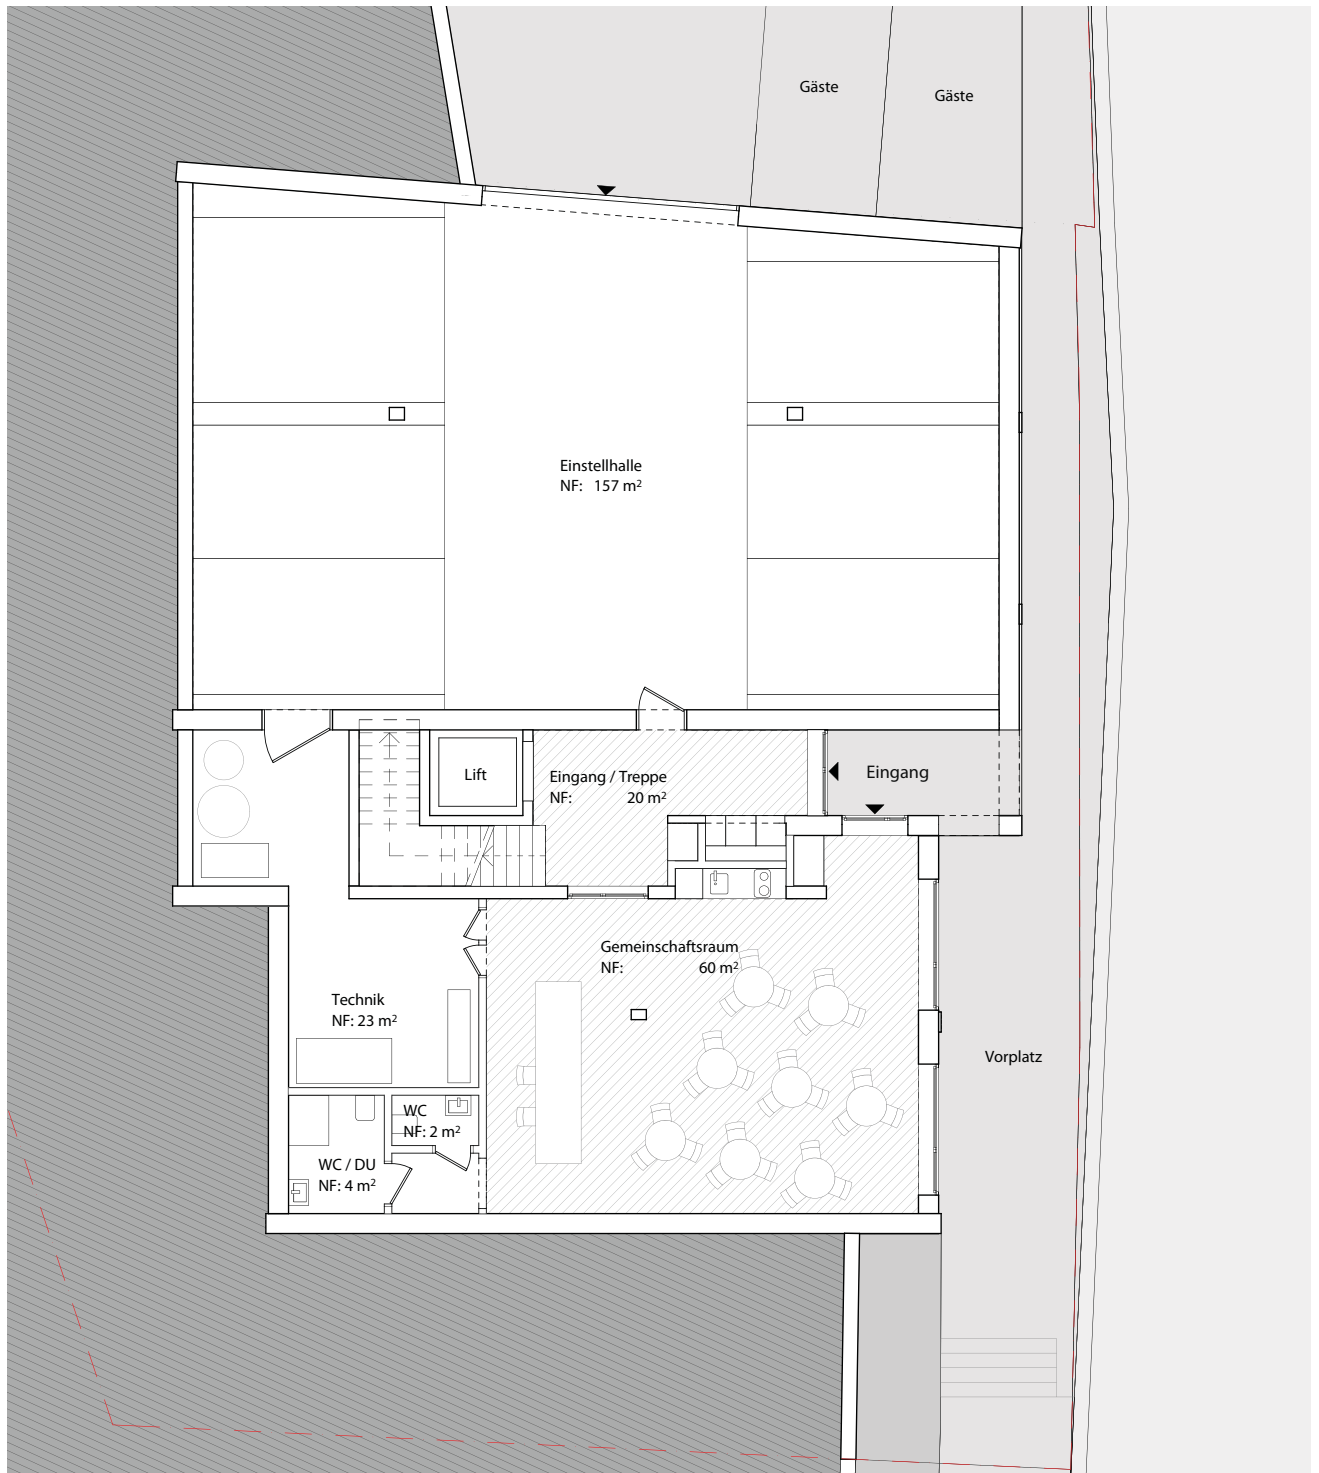 Gäste
Gäste
Einstellhalle
NF: 157 m²
Lift
Eingang / Treppe
NF: 20 m²
Eingang
Gemeinschaftsraum
NF: 60 m²
Technik
NF: 23 m²
Vorplatz
WC
NF: 2 m²
WC / DU
NF: 4 m²